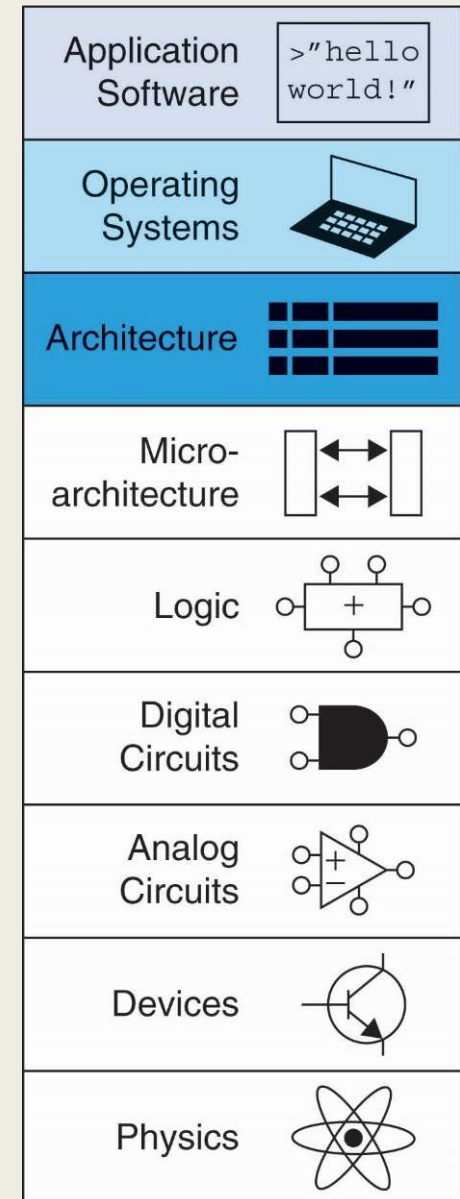 Application
Software
>"hello
world!"
Operating
Systems
Architecture
Micro-
architecture
Logic
+
Digital
Circuits
Analog
Circuits
+
−
Devices
Physics